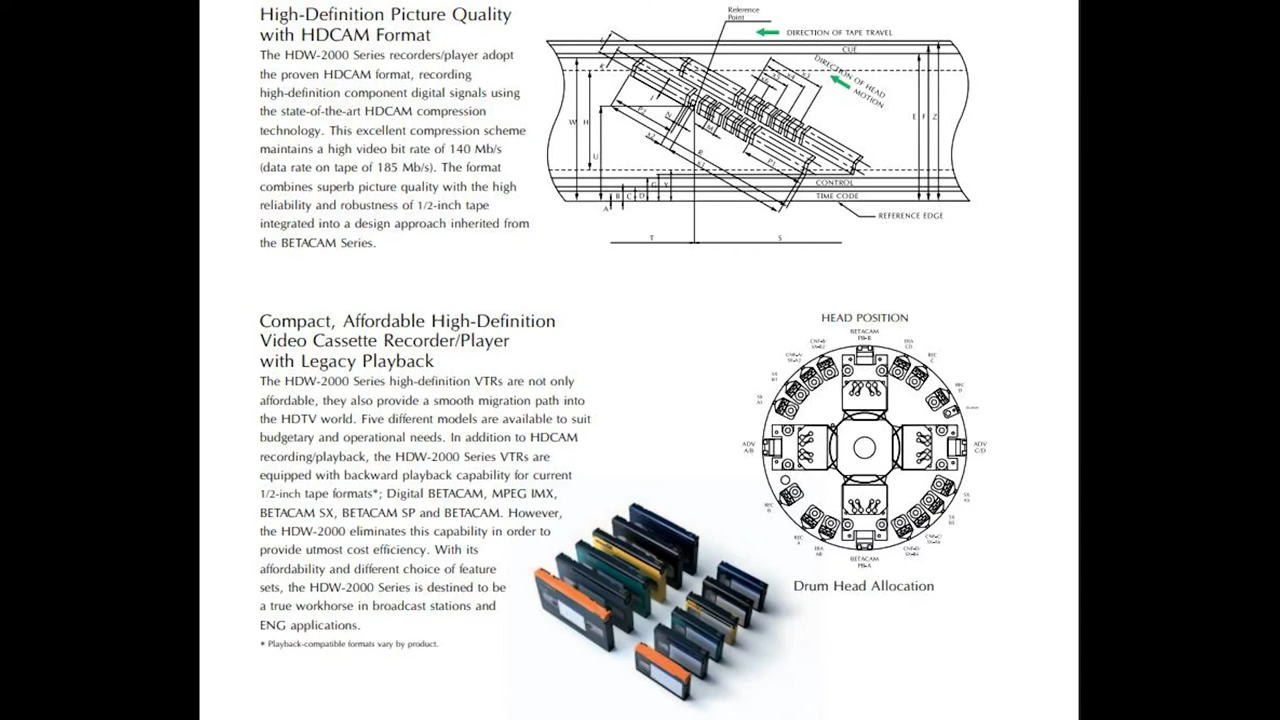 High-Definition Picture Quality
with HDCAM Format
The HDW-2000 Series recorders/player adopt
the proven HDCAM format, recording
high-definition component digital signals using
the state-of-the-art HDCAM compression
technology. This excellent compression scheme
maintains a high video bit rate of 140 Mb/s
(data rate on tape of 185 Mb/s). The format
combines superb picture quality with the high
reliability and robustness of 1/2-inch tape
integrated into a design approach inherited from
the BETACAM Series.
Reference
Point
DIRECTION OF TAPE TRAVEL
CUE
DIRECTION OF HEAD
MOTION
W
H
U
E
F
Z
CONTROL
TIME CODE
REFERENCE EDGE
A
B
C
D
G
Y
T
S
Compact, Affordable High-Definition
Video Cassette Recorder/Player
with Legacy Playback
The HDW-2000 Series high-definition VTRs are not only
affordable, they also provide a smooth migration path into
the HDTV world. Five different models are available to suit
budgetary and operational needs. In addition to HDCAM
recording/playback, the HDW-2000 Series VTRs are
equipped with backward playback capability for current
1/2-inch tape formats*; Digital BETACAM, MPEG IMX,
BETACAM SX, BETACAM SP and BETACAM. However,
the HDW-2000 eliminates this capability in order to
provide utmost cost efficiency. With its
affordability and different choice of feature
sets, the HDW-2000 Series is destined to be
a true workhorse in broadcast stations and
ENG applications.
* Playback-compatible formats vary by product.
HEAD POSITION
BETACAM
PB-B
REC
C
REC
D
ADV
A/B
ADV
C/D
REC
B
REC
A
BETACAM
PB-A
Drum Head Allocation